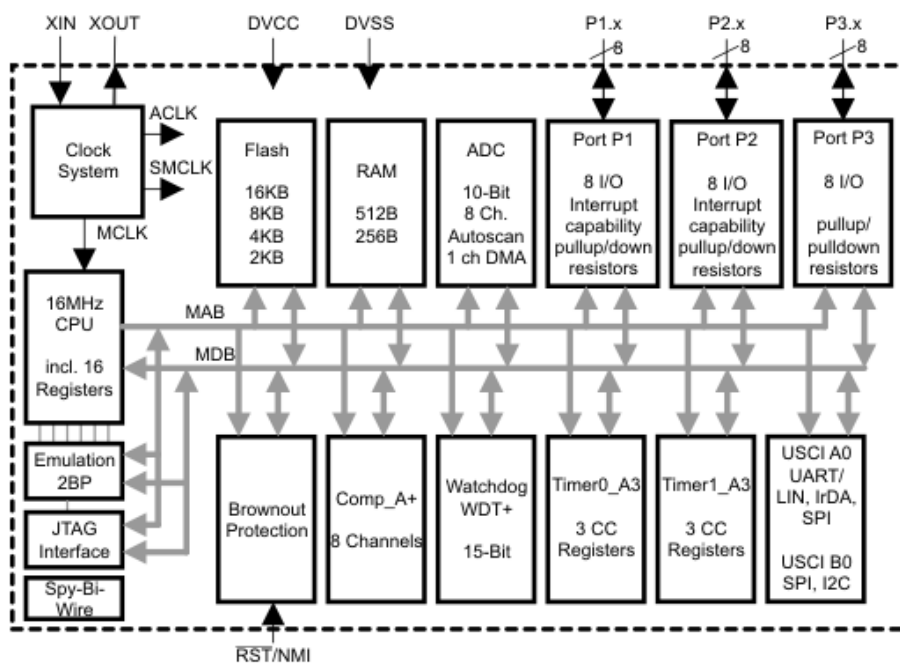 XIN XOUT DVCC DVSS P1.x P2.x P3.x
8 8 8
Clock
System
ACLK
SMCLK
MCLK
Flash
16KB
8KB
4KB
2KB
RAM
512B
256B
ADC
10-Bit
8 Ch.
Autoscan
1 ch DMA
Port P1
8 I/O
Interrupt
capability
pullup/down
resistors
Port P2
8 I/O
Interrupt
capability
pullup/down
resistors
Port P3
8 I/O
pullup/
pulldown
resistors
16MHz
CPU
incl. 16
Registers
MAB
MDB
Emulation
2BP
JTAG
Interface
Spy-Bi-
Wire
Brownout
Protection
Comp_A+
8 Channels
Watchdog
WDT+
15-Bit
Timer0_A3
3 CC
Registers
Timer1_A3
3 CC
Registers
USCI A0
UART/
LIN, IrDA,
SPI
USCI B0
SPI, I2C
RST/NMI